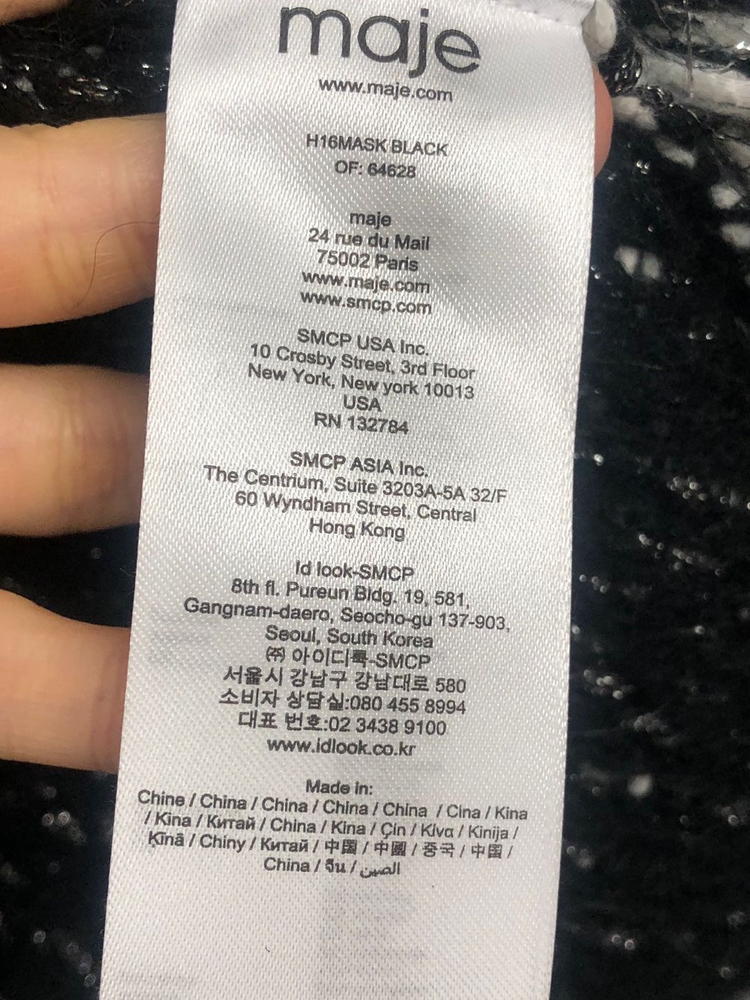 maje
www.maje.com
H16MASK BLACK
OF: 64628
maje
24 rue du Mail
75002 Paris
www.maje.com
www.smcp.com
SMCP USA Inc.
10 Crosby Street, 3rd Floor
New York, New york 10013
USA
RN 132784
SMCP ASIA Inc.
The Centrium, Suite 3203A-5A 32/F
60 Wyndham Street, Central
Hong Kong
Id look-SMCP
8th fl. Pureun Bldg. 19, 581,
Gangnam-daero, Seocho-gu 137-903,
Seoul, South Korea
㈜ 아이디룩-SMCP
서울시 강남구 강남대로 580
소비자 상담실:080 455 8994
대표 번호:02 3438 9100
www.idlook.co.kr
Made in:
Chine / China / China / China / China / Cina / Kina
/ Kina / Китай / China / Kina / Çin / Κίνα / Kinija /
Ķīnā / Chiny / Китай / 中国 / 中國 / 중국 / 中国 /
China / จีน / الصين